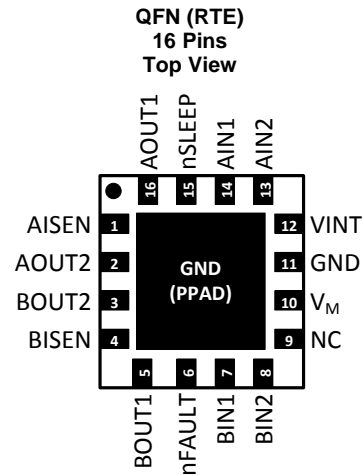 QFN (RTE)
16 Pins
Top View
AOUT1
nSLEEP
AIN1
AIN2
16
15
14
13
AISEN 1
AOUT2 2
BOUT2 3
BISEN 4
GND
(PPAD)
12 VINT
11 GND
10 VM
9 NC
5
6
7
8
BOUT1
nFAULT
BIN1
BIN2